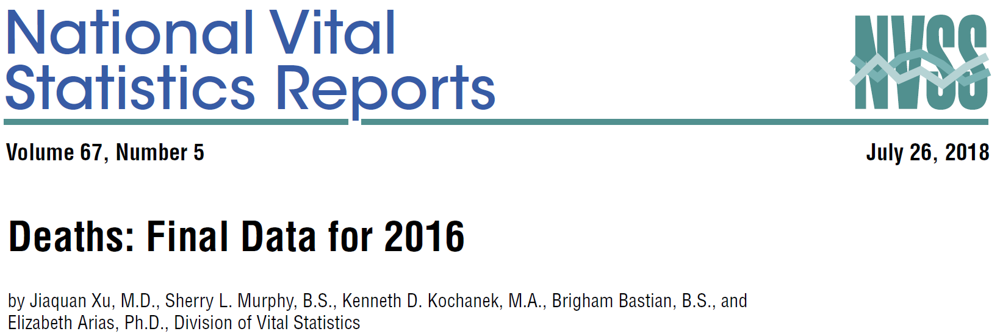 National Vital
Statistics Reports
NVSS
Volume 67, Number 5
July 26, 2018
Deaths: Final Data for 2016
by Jiaquan Xu, M.D., Sherry L. Murphy, B.S., Kenneth D. Kochanek, M.A., Brigham Bastian, B.S., and
Elizabeth Arias, Ph.D., Division of Vital Statistics